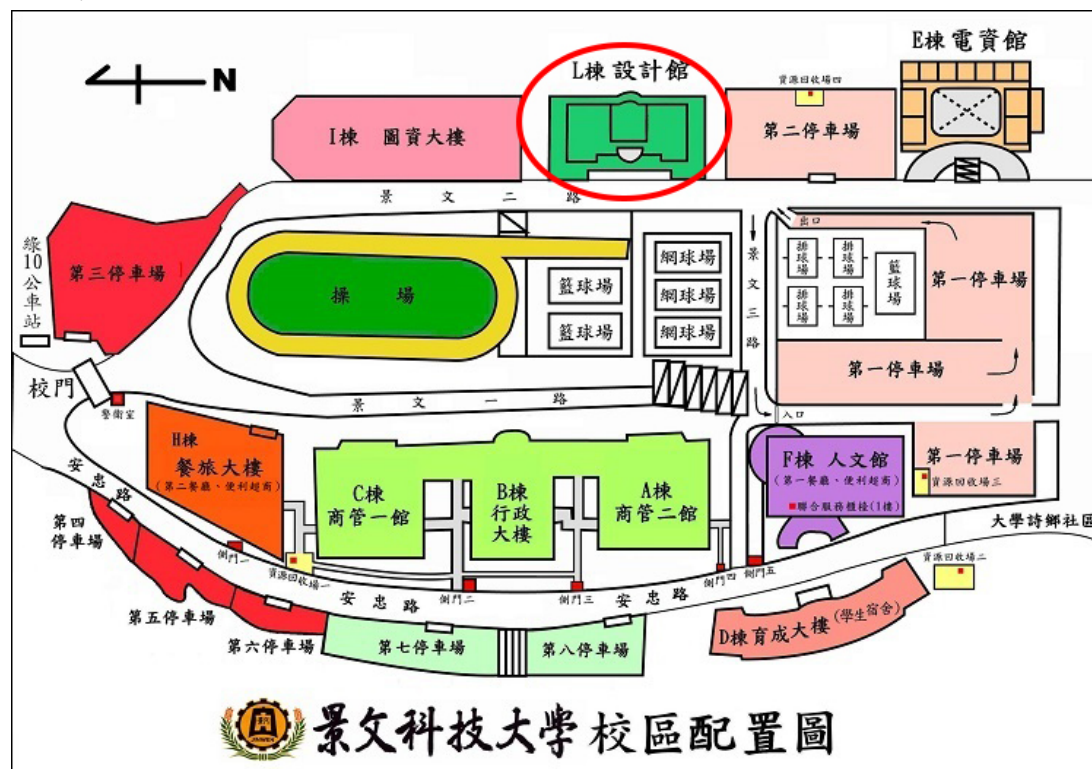 E棟電資館
L棟 設計館
N
資源回收場四
I棟 圖資大樓
第二停車場
景文二路
出口
綠10公車站
第三停車場
操場
籃球場
網球場
景文三路
排球場
排球場
籃球場
第一停車場
網球場
排球場
排球場
籃球場
網球場
第一停車場
校門
景文一路
入口
警衛室
H棟
餐旅大樓
(第二餐廳、便利超商)
C棟
商管一館
B棟
行政
大樓
A棟
商管二館
F棟 人文館
(第一餐廳、便利超商)
聯合服務櫃檯(1樓)
第一停車場
資源回收場三
安忠路
大學詩鄉社區
第四
停車場
側門一
資源回收場一
側門二
側門三
側門四
側門五
資源回收場二
安忠路
安忠路
第五停車場
第六停車場
第七停車場
第八停車場
D棟育成大樓(學生宿舍)
景文科技大學校區配置圖